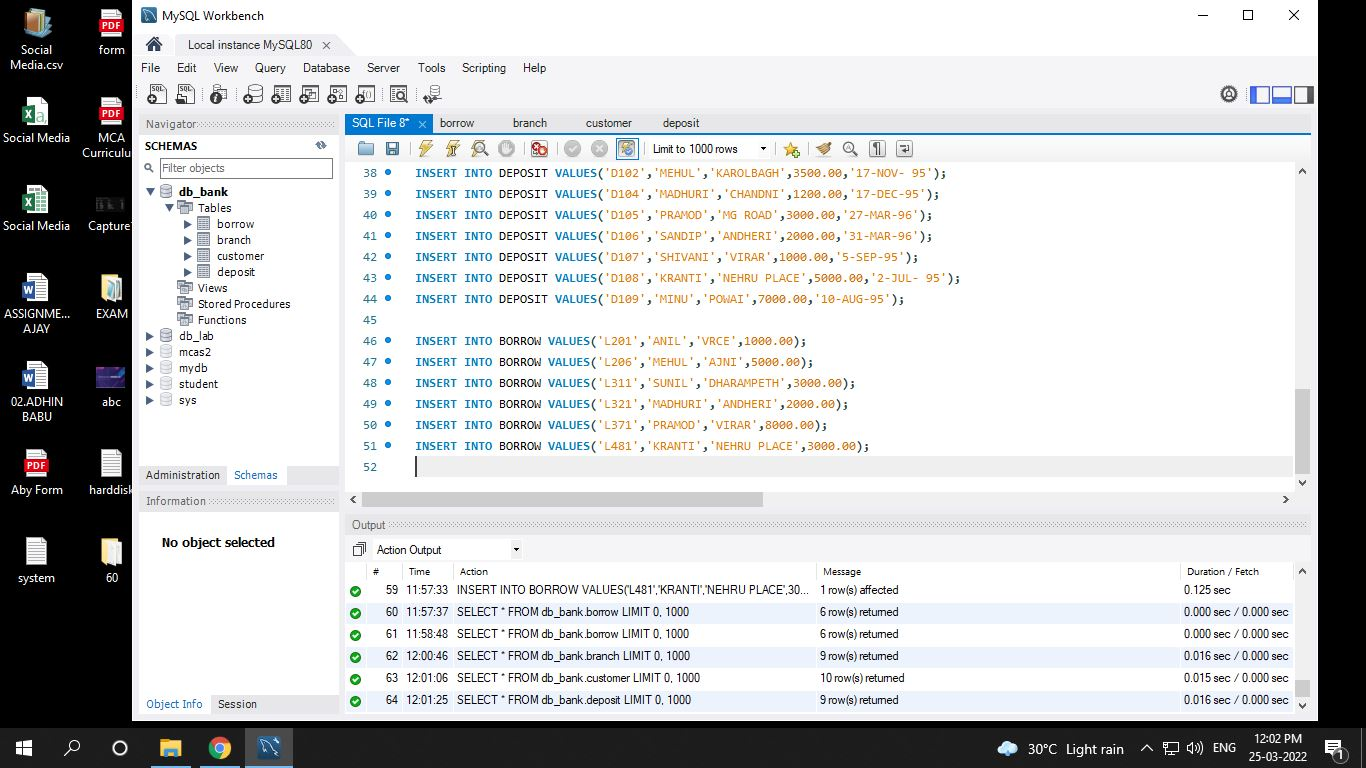 Social
Media.csv
form
Social Media
MCA
Curriculu
Social Media
Capture
ASSIGNME...
AJAY
EXAM
02.ADHIN
BABU
abc
Aby Form
harddisk
system
60
MySQL Workbench
Local instance MySQL80
File Edit View Query Database Server Tools Scripting Help
Navigator
SCHEMAS
Filter objects
db_bank
Tables
borrow
branch
customer
deposit
Views
Stored Procedures
Functions
db_lab
mcas2
mydb
student
sys
Administration Schemas
Information
No object selected
Object Info Session
SQL File 8* borrow branch customer deposit
Limit to 1000 rows
38 INSERT INTO DEPOSIT VALUES('D102','MEHUL','KAROLBAGH',3500.00,'17-NOV- 95');
39 INSERT INTO DEPOSIT VALUES('D104','MADHURI','CHANDNI',1200.00,'17-DEC-95');
40 INSERT INTO DEPOSIT VALUES('D105','PRAMOD','MG ROAD',3000.00,'27-MAR-96');
41 INSERT INTO DEPOSIT VALUES('D106','SANDIP','ANDHERI',2000.00,'31-MAR-96');
42 INSERT INTO DEPOSIT VALUES('D107','SHIVANI','VIRAR',1000.00,'5-SEP-95');
43 INSERT INTO DEPOSIT VALUES('D108','KRANTI','NEHRU PLACE',5000.00,'2-JUL- 95');
44 INSERT INTO DEPOSIT VALUES('D109','MINU','POWAI',7000.00,'10-AUG-95');
45
46 INSERT INTO BORROW VALUES('L201','ANIL','VRCE',1000.00);
47 INSERT INTO BORROW VALUES('L206','MEHUL','AJNI',5000.00);
48 INSERT INTO BORROW VALUES('L311','SUNIL','DHARAMPETH',3000.00);
49 INSERT INTO BORROW VALUES('L321','MADHURI','ANDHERI',2000.00);
50 INSERT INTO BORROW VALUES('L371','PRAMOD','VIRAR',8000.00);
51 INSERT INTO BORROW VALUES('L481','KRANTI','NEHRU PLACE',3000.00);
52
Output
Action Output
# Time Action Message Duration / Fetch
59 11:57:33 INSERT INTO BORROW VALUES('L481','KRANTI','NEHRU PLACE',30... 1 row(s) affected 0.125 sec
60 11:57:37 SELECT * FROM db_bank.borrow LIMIT 0, 1000 6 row(s) returned 0.000 sec / 0.000 sec
61 11:58:48 SELECT * FROM db_bank.borrow LIMIT 0, 1000 6 row(s) returned 0.000 sec / 0.000 sec
62 12:00:46 SELECT * FROM db_bank.branch LIMIT 0, 1000 9 row(s) returned 0.016 sec / 0.000 sec
63 12:01:06 SELECT * FROM db_bank.customer LIMIT 0, 1000 10 row(s) returned 0.015 sec / 0.000 sec
64 12:01:25 SELECT * FROM db_bank.deposit LIMIT 0, 1000 9 row(s) returned 0.016 sec / 0.000 sec
30°C Light rain ENG 12:02 PM
25-03-2022
1